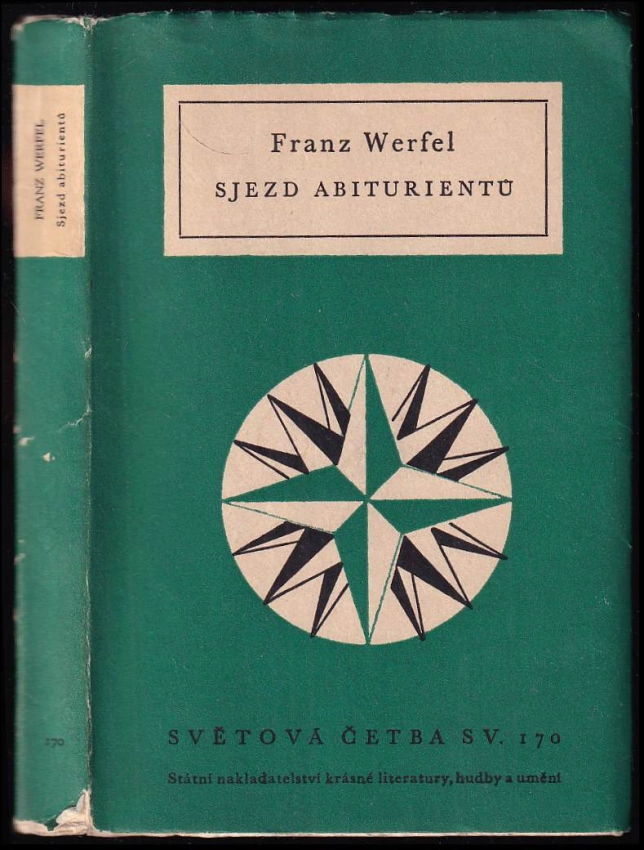 FRANZ WERFEL
Sjezd abiturientů
170
Franz Werfel
SJEZD ABITURIENTŮ
SVĚTOVÁ ČETBA SV. 170
Státní nakladatelství krásné literatury, hudby a umění